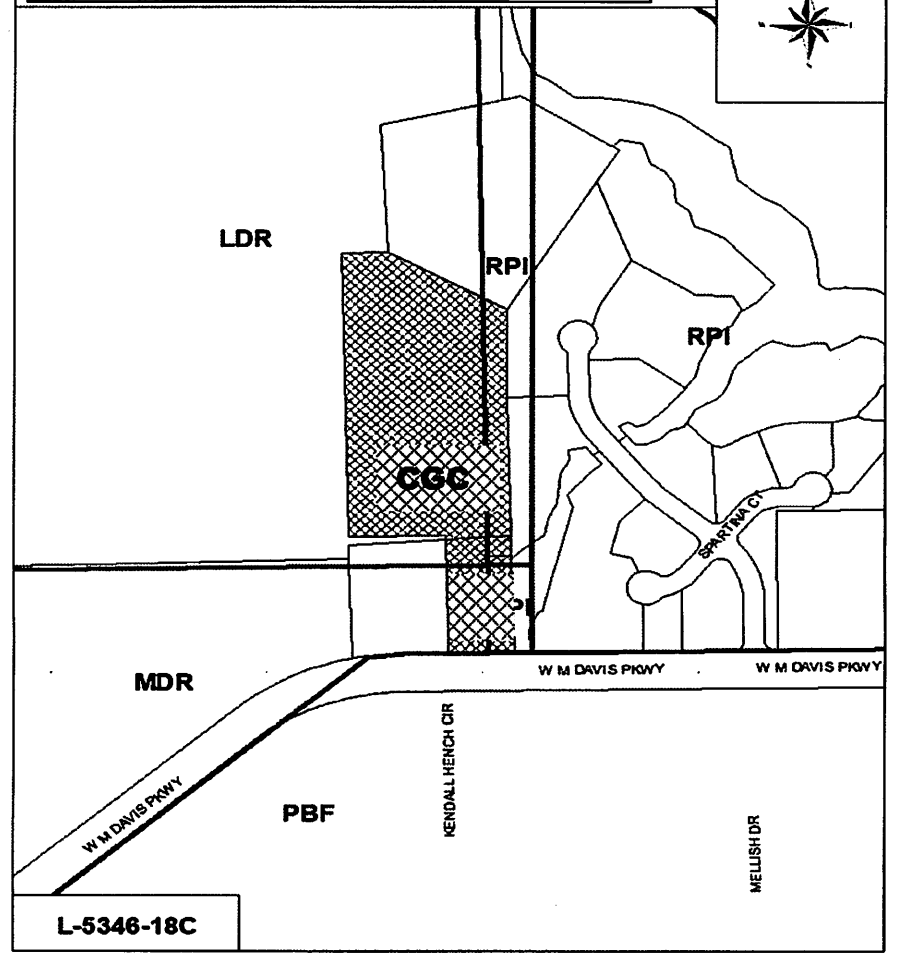 LDR
RPI
RPI
CGC
SPARTINA CT
PI
W M DAVIS PKWY
W M DAVIS PKWY
MDR
KENDALL HENCH CIR
W M DAVIS PKWY
PBF
MELLISH DR
L-5346-18C